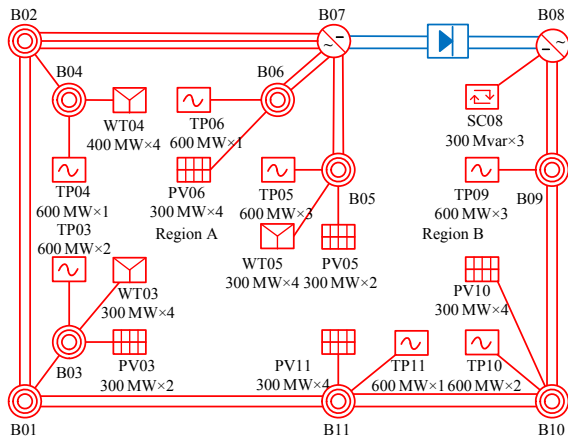 B02
B07
B08
B04
B06
WT04
400 MW×4
TP06
600 MW×1
SC08
300 Mvar×3
TP04
600 MW×1
PV06
300 MW×4
TP05
600 MW×3
B05
TP09
600 MW×3
B09
TP03
600 MW×2
Region A
WT05
300 MW×4
PV05
300 MW×2
Region B
WT03
300 MW×4
PV10
300 MW×4
B03
PV03
300 MW×2
PV11
300 MW×4
TP11
600 MW×1
TP10
600 MW×2
B01
B11
B10